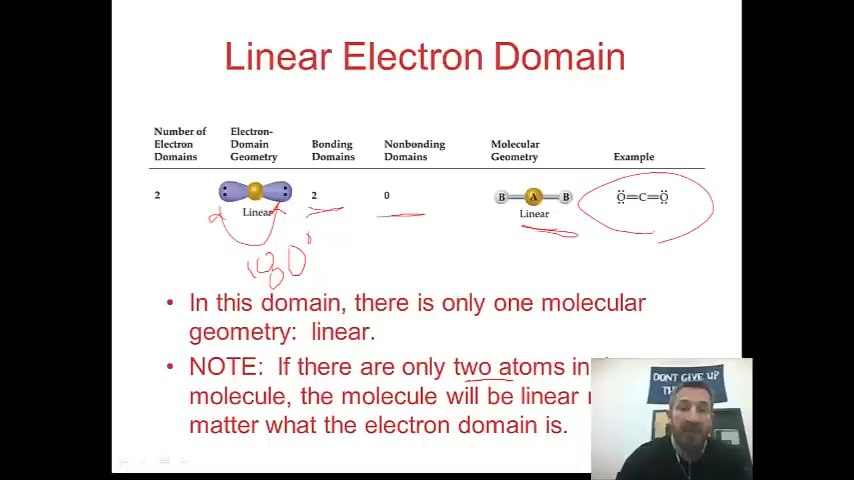 Linear Electron Domain
Number of Electron Domains
Electron-Domain Geometry
Bonding Domains
Nonbonding Domains
Molecular Geometry
Example
2
Linear
2
0
B A B
Linear
O=C=O
180°
• In this domain, there is only one molecular
geometry: linear.
• NOTE: If there are only two atoms in
molecule, the molecule will be linear
matter what the electron domain is.
DONT GIVE UP